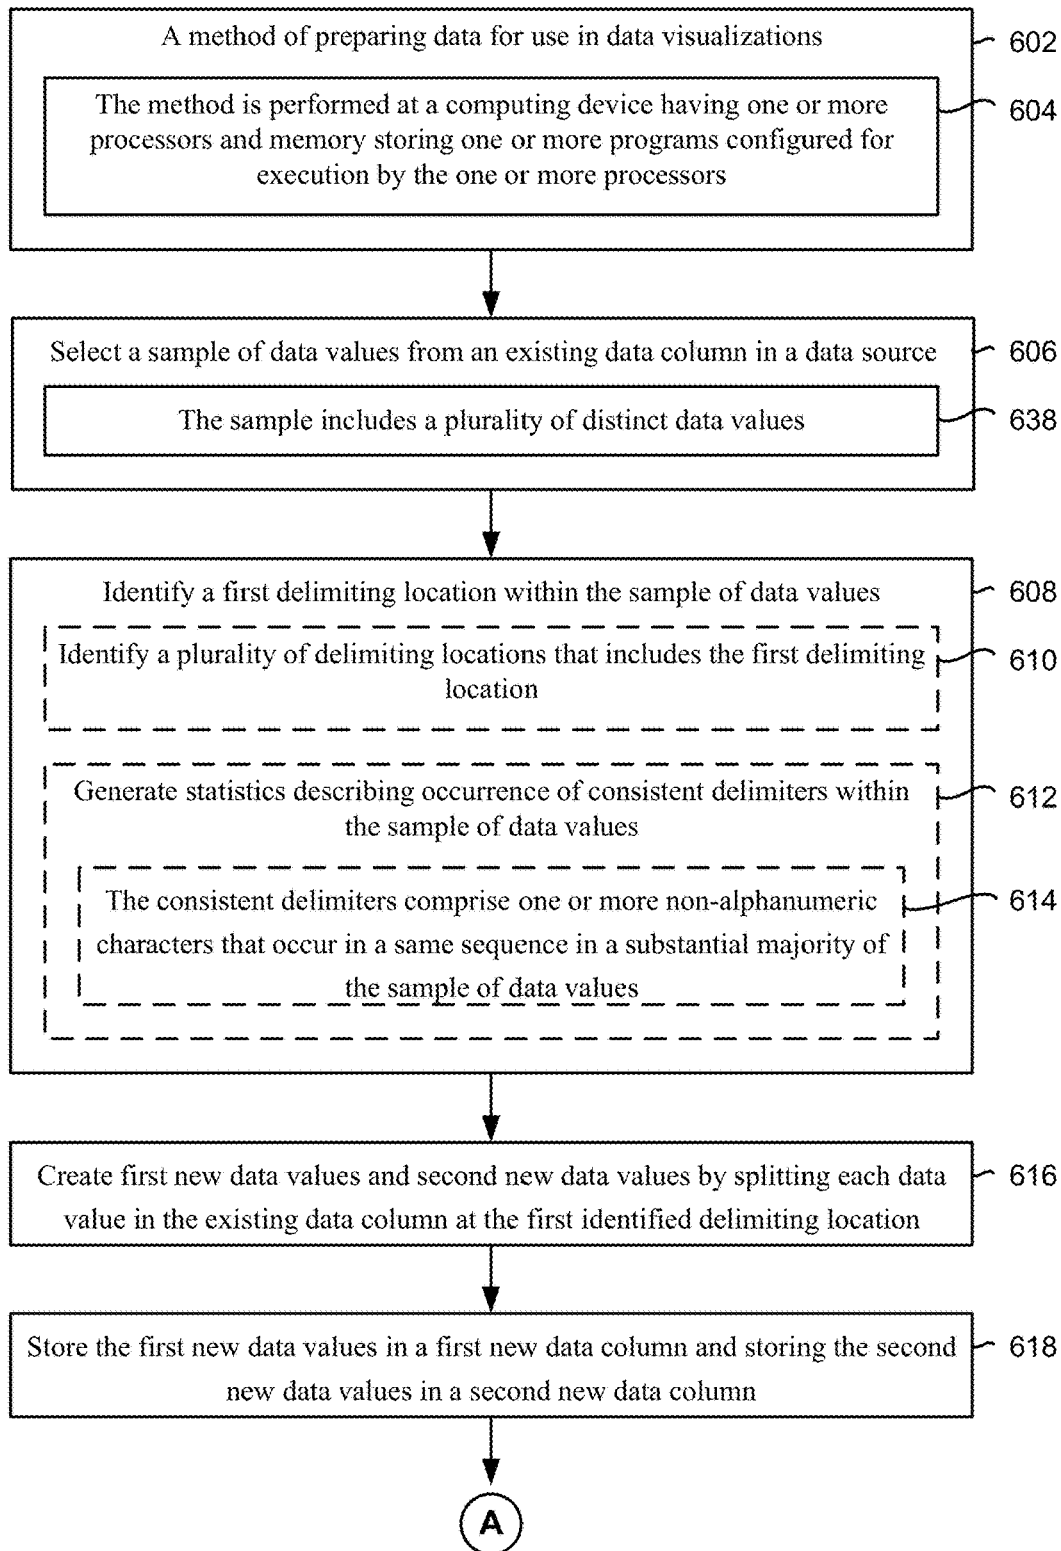 A method of preparing data for use in data visualizations
602
The method is performed at a computing device having one or more
604
processors and memory storing one or more programs configured for
execution by the one or more processors
Select a sample of data values from an existing data column in a data source
606
The sample includes a plurality of distinct data values
638
Identify a first delimiting location within the sample of data values
608
Identify a plurality of delimiting locations that includes the first delimiting
610
location
Generate statistics describing occurrence of consistent delimiters within
612
the sample of data values
The consistent delimiters comprise one or more non-alphanumeric
614
characters that occur in a same sequence in a substantial majority of
the sample of data values
Create first new data values and second new data values by splitting each data
616
value in the existing data column at the first identified delimiting location
Store the first new data values in a first new data column and storing the second
618
new data values in a second new data column
A